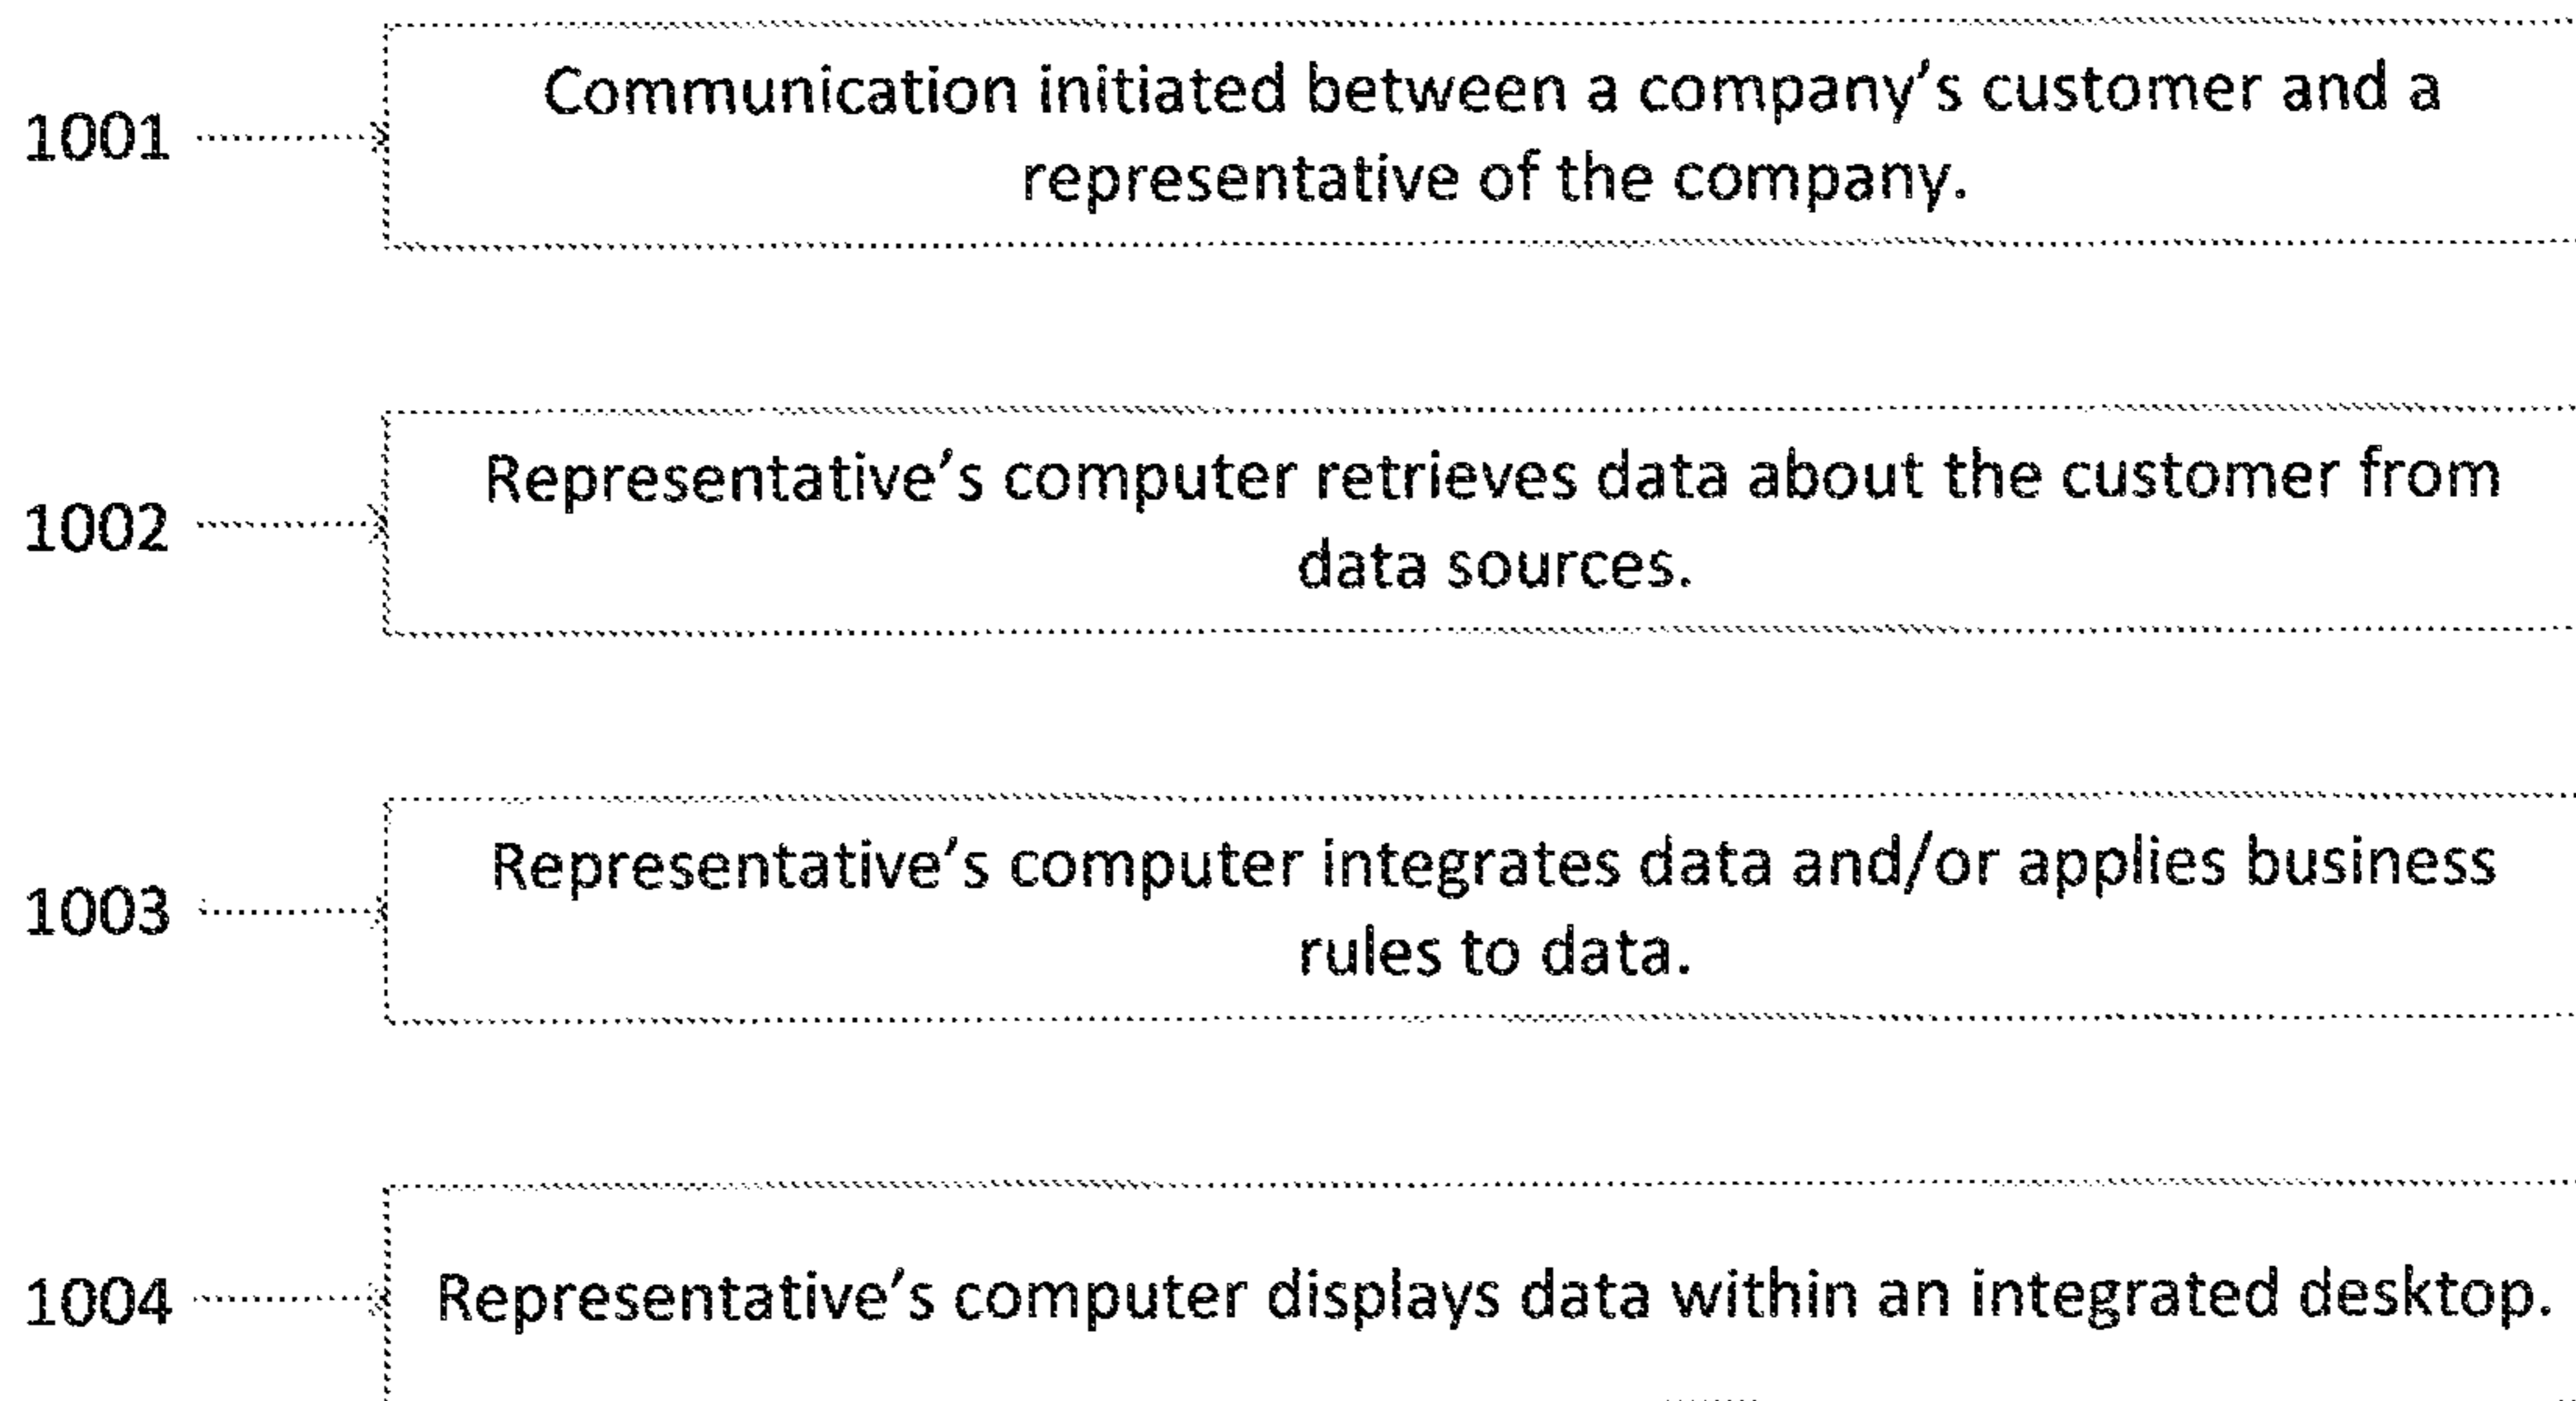 Communication initiated between a company's customer and a
1001
representative of the company.
Representative's computer retrieves data about the customer from
1002
data sources.
Representative's computer integrates data and/or applies business
1003
rules to data.
1004 Representative's computer displays data within an integrated desktop.